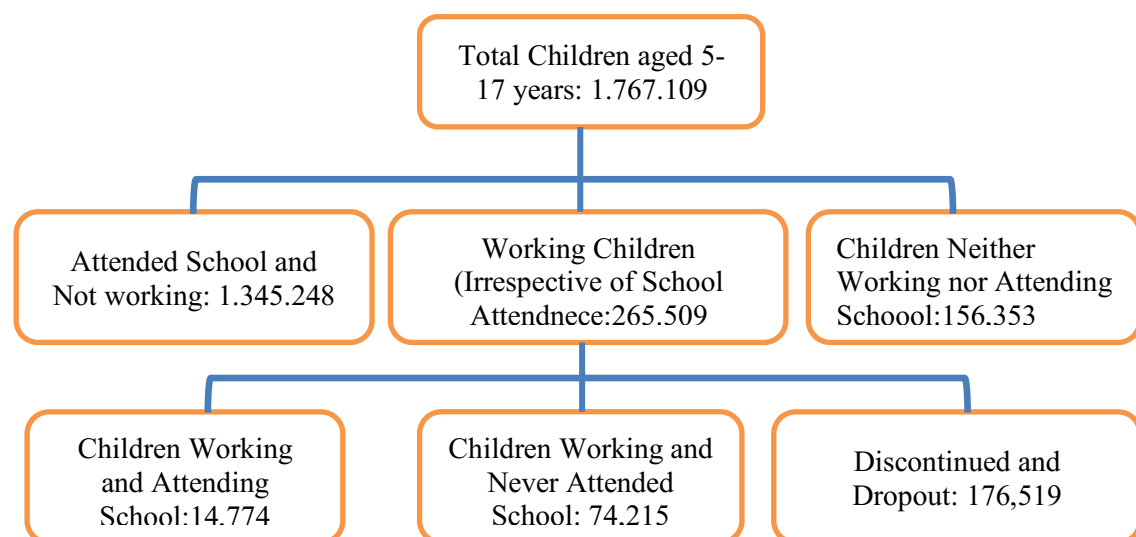 Total Children aged 5-
17 years: 1.767.109
Attended School and
Not working: 1.345.248
Working Children
(Irrespective of School
Attendnece:265.509
Children Neither
Working nor Attending
Schoool:156,353
Children Working
and Attending
School:14,774
Children Working and
Never Attended
School: 74,215
Discontinued and
Dropout: 176,519